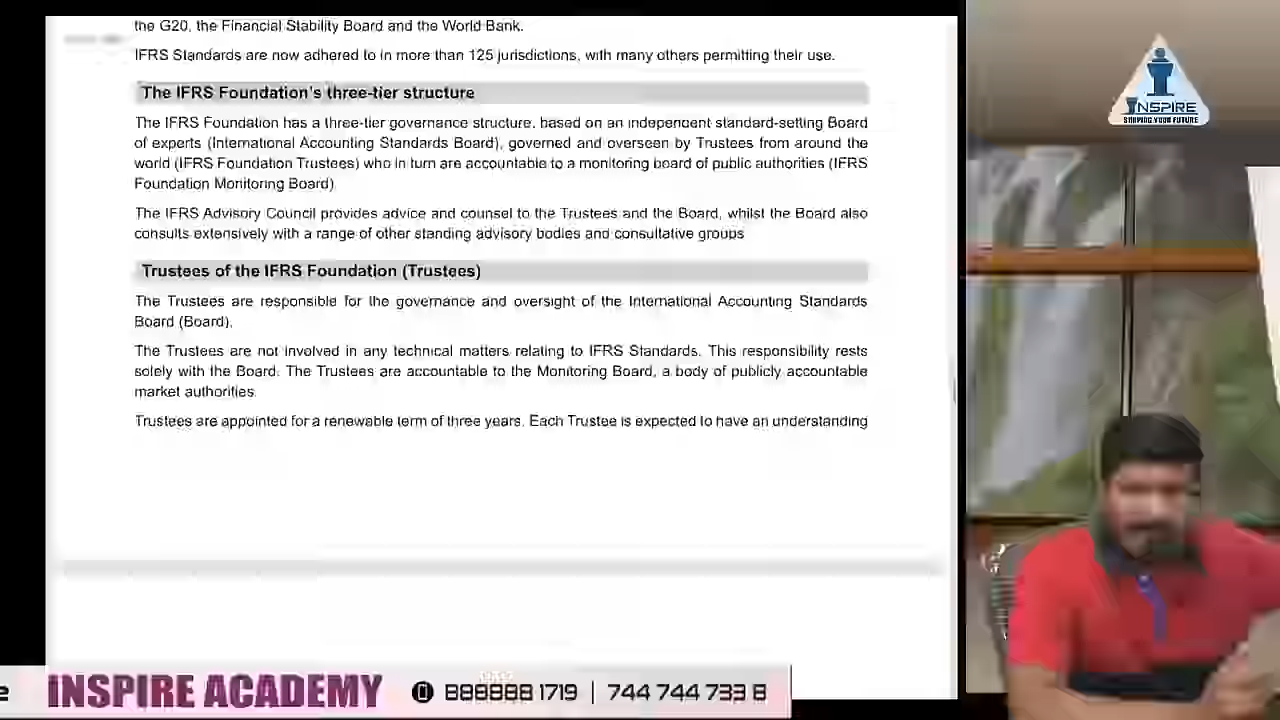 the G20, the Financial Stability Board and the World Bank.
IFRS Standards are now adhered to in more than 125 jurisdictions, with many others permitting their use.
The IFRS Foundation's three-tier structure
The IFRS Foundation has a three-tier governance structure, based on an independent standard-setting Board
of experts (International Accounting Standards Board), governed and overseen by Trustees from around the
world (IFRS Foundation Trustees) who in turn are accountable to a monitoring board of public authorities (IFRS
Foundation Monitoring Board)
The IFRS Advisory Council provides advice and counsel to the Trustees and the Board, whilst the Board also
consults extensively with a range of other standing advisory bodies and consultative groups
Trustees of the IFRS Foundation (Trustees)
The Trustees are responsible for the governance and oversight of the International Accounting Standards
Board (Board).
The Trustees are not involved in any technical matters relating to IFRS Standards. This responsibility rests
solely with the Board. The Trustees are accountable to the Monitoring Board, a body of publicly accountable
market authorities.
Trustees are appointed for a renewable term of three years. Each Trustee is expected to have an understanding
INSPIRE
SHAPING YOUR FUTURE
e INSPIRE ACADEMY 888888 1719 | 744 744 733 8